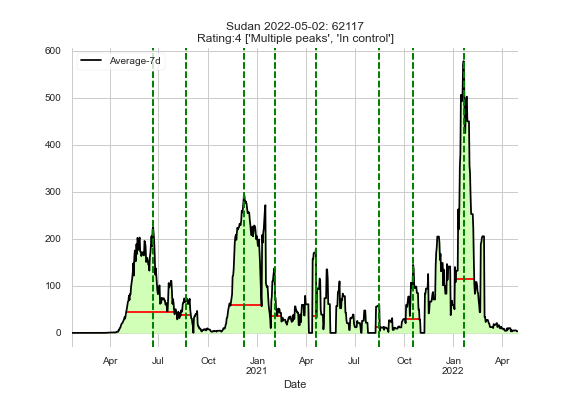 Sudan 2022-05-02: 62117
Rating:4 ['Multiple peaks', 'In control']
Average-7d
600
500
400
300
200
100
0
Apr Jul Oct Jan Apr Jul Oct Jan Apr
2021 2022
Date